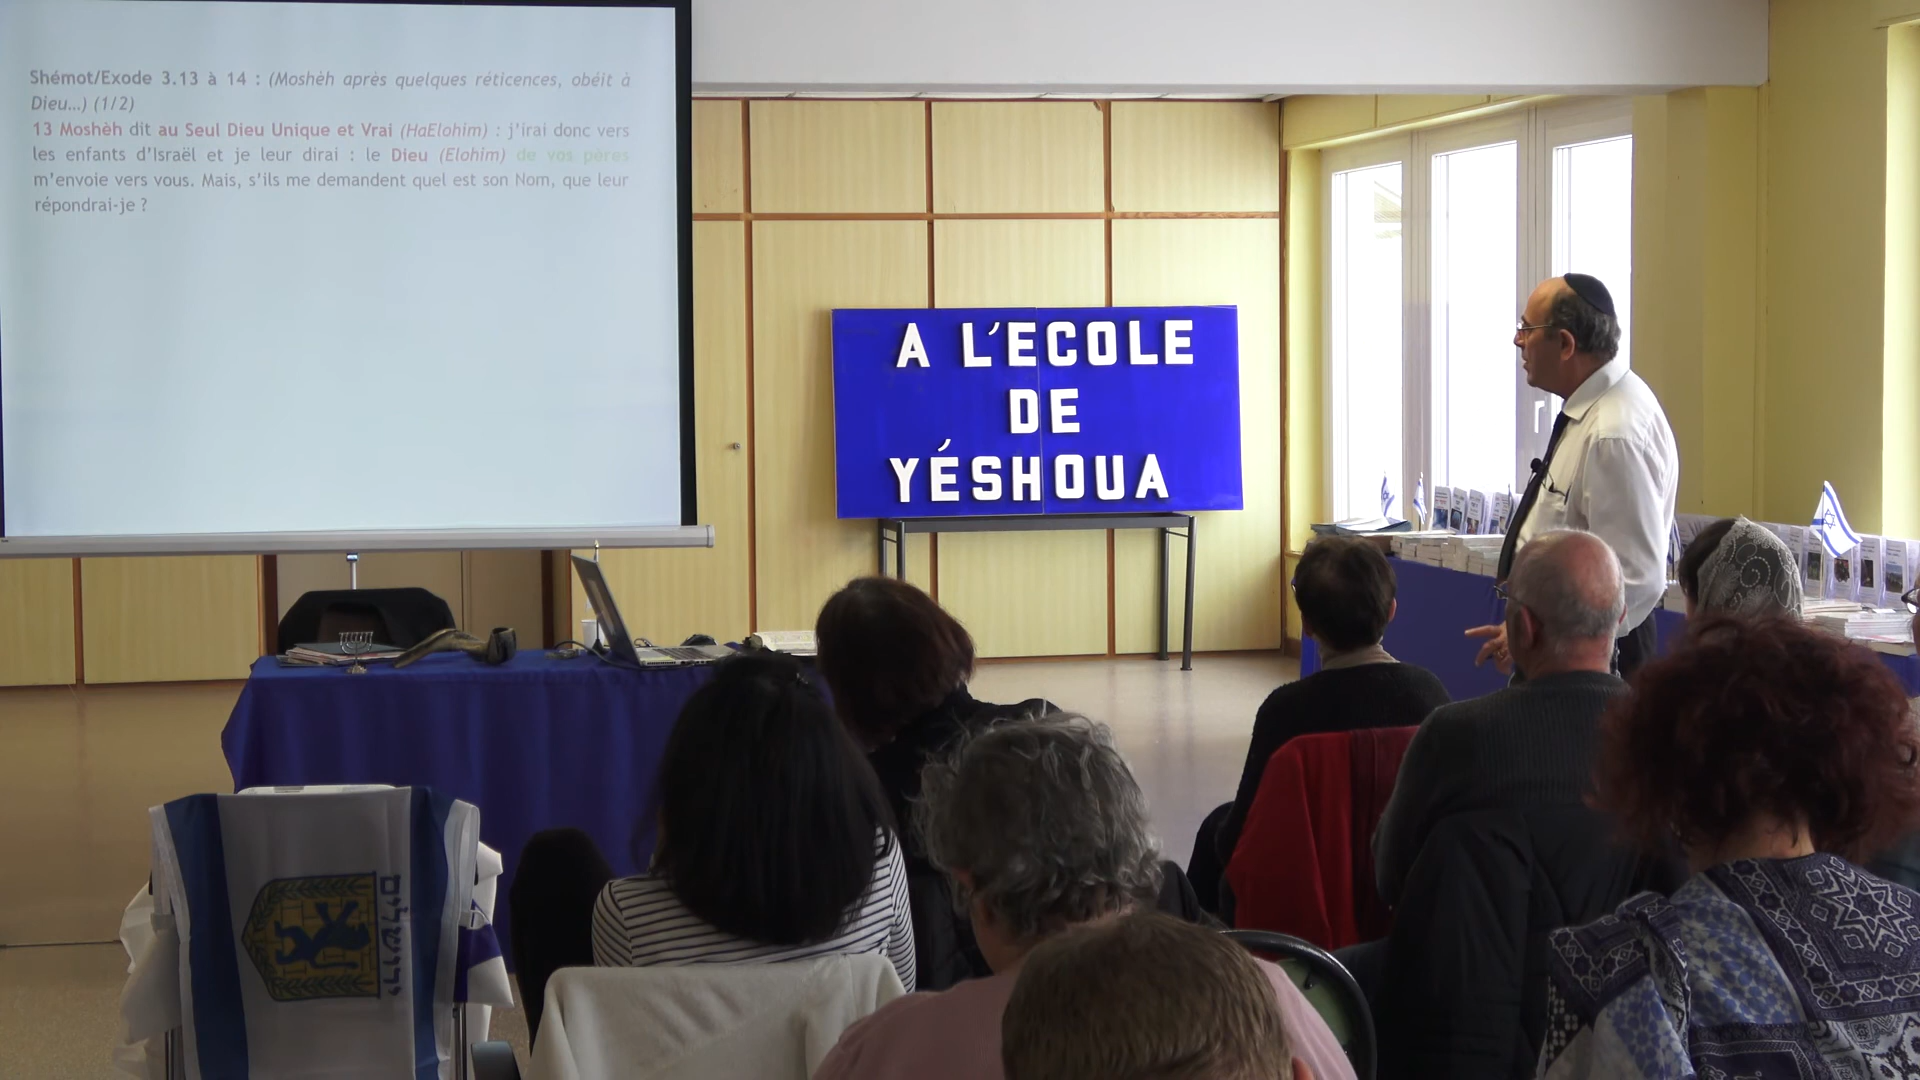 Shémot/Exode 3.13 à 14 : (Moshèh après quelques réticences, obéit à
Dieu...) (1/2)
13 Moshèh dit au Seul Dieu Unique et Vrai (HaElohim) : j'irai donc vers
les enfants d'Israël et je leur dirai : le Dieu (Elohim) de vos pères
m'envoie vers vous. Mais, s'ils me demandent quel est son Nom, que leur
répondrai-je ?
A L'ECOLE
DE
YÉSHOUA
ירושלים